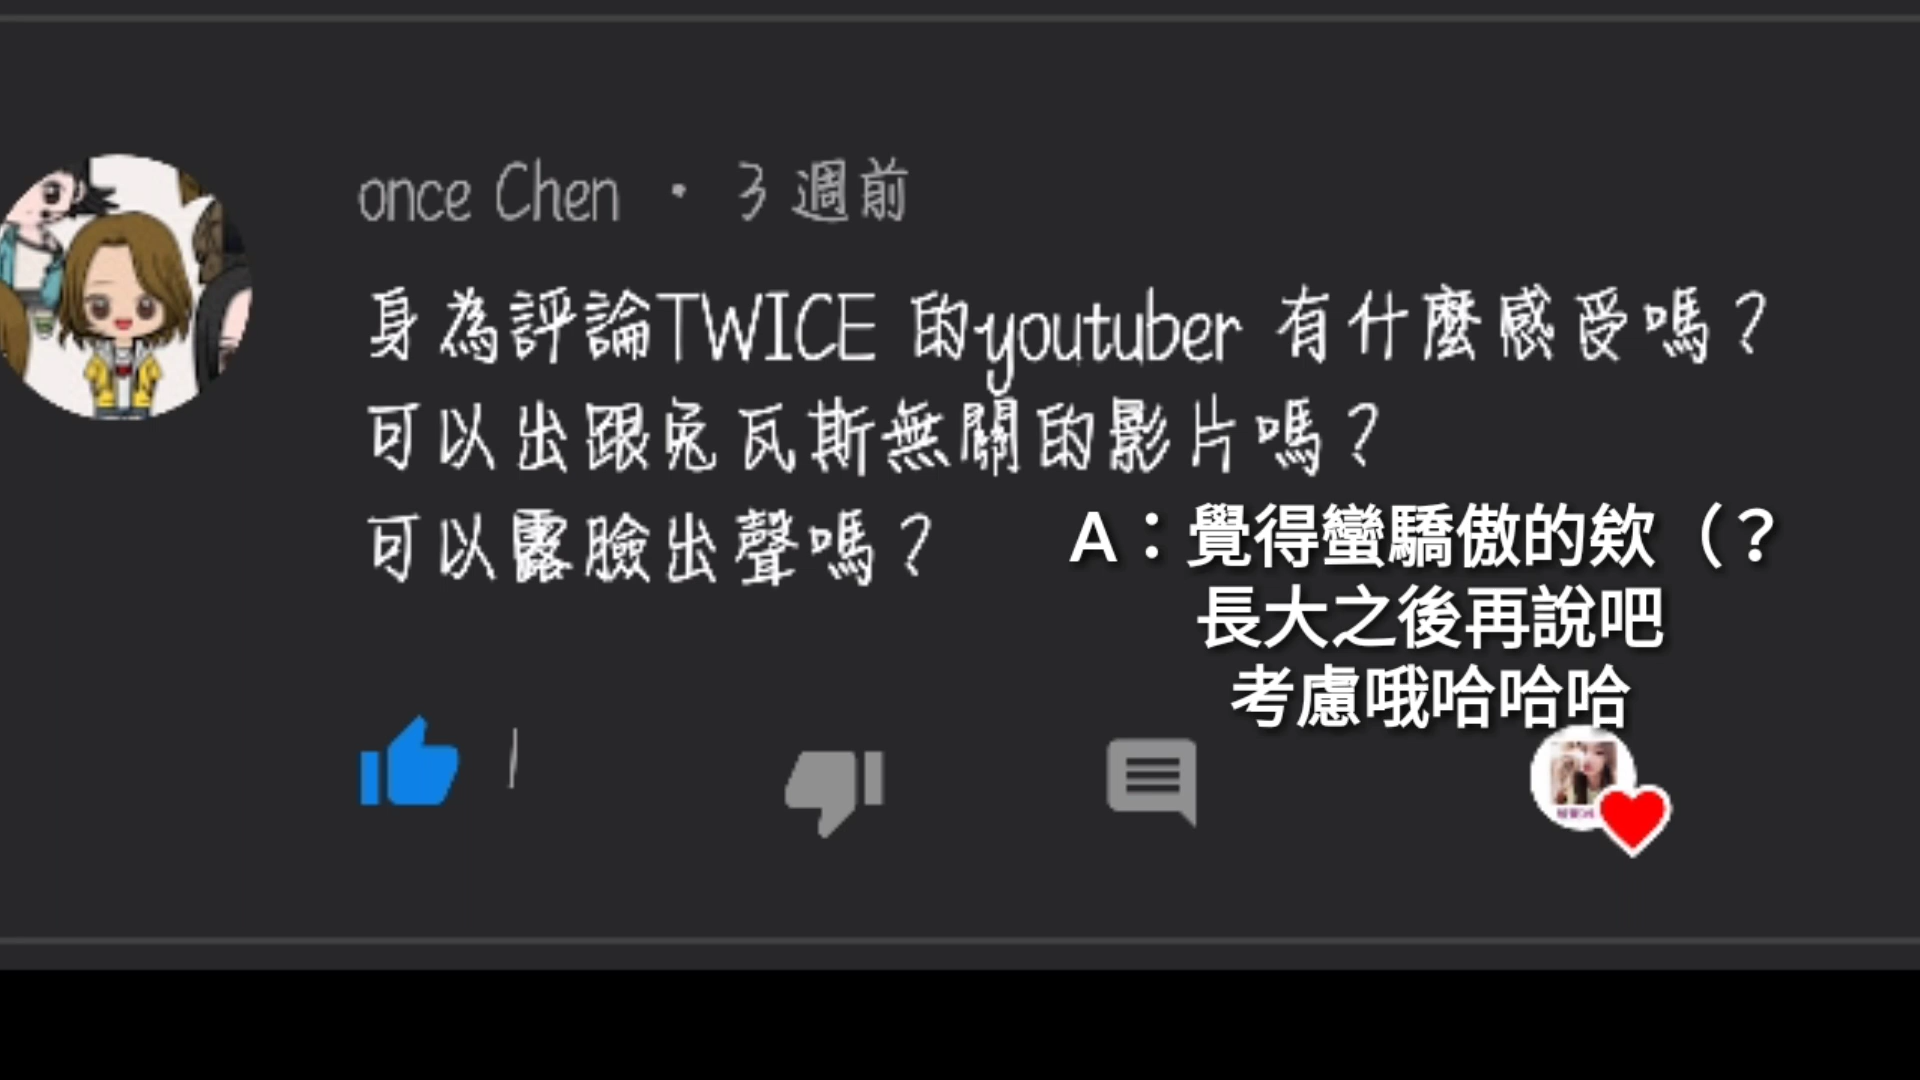 once Chen · 3 週前
身為評論TWICE 的youtuber 有什麼感受嗎？
可以出跟兔瓦斯無關的影片嗎？
可以露臉出聲嗎？
A：覺得蠻驕傲的欸（？
長大之後再說吧
考慮哦哈哈哈
1